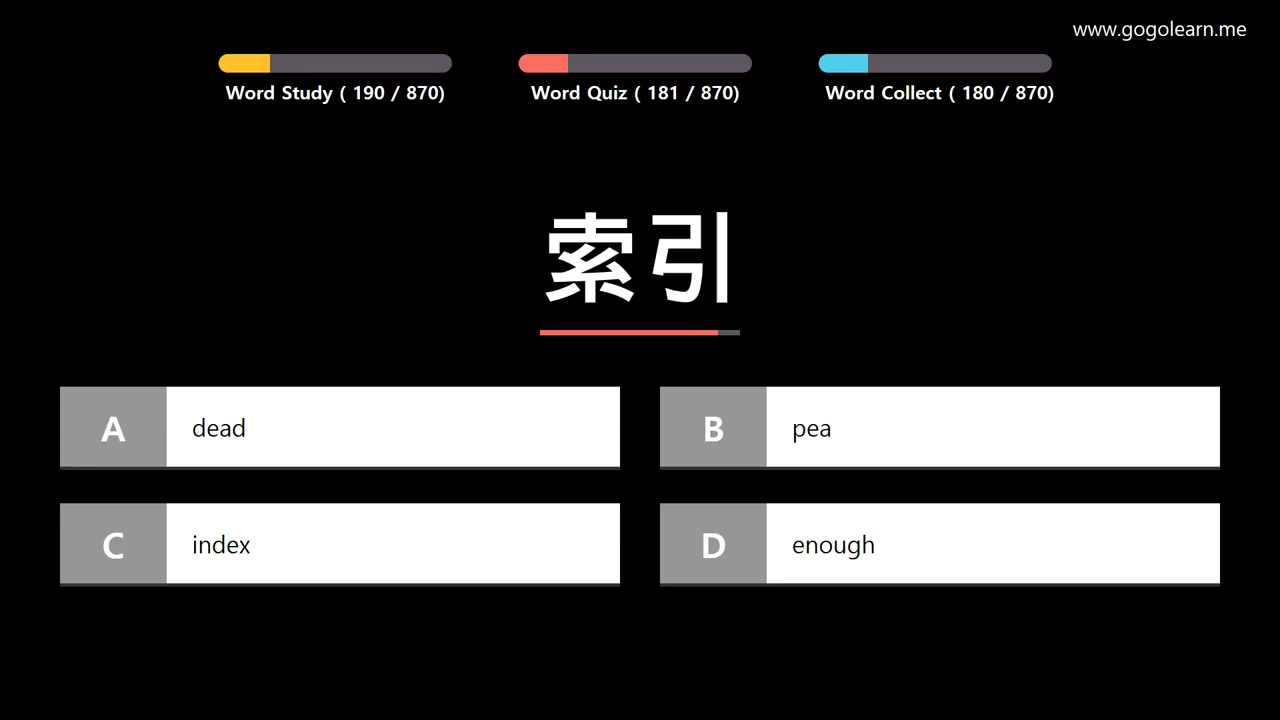 www.gogolearn.me
Word Study ( 190 / 870)
Word Quiz ( 181 / 870)
Word Collect ( 180 / 870)
索引
A dead
B pea
C index
D enough